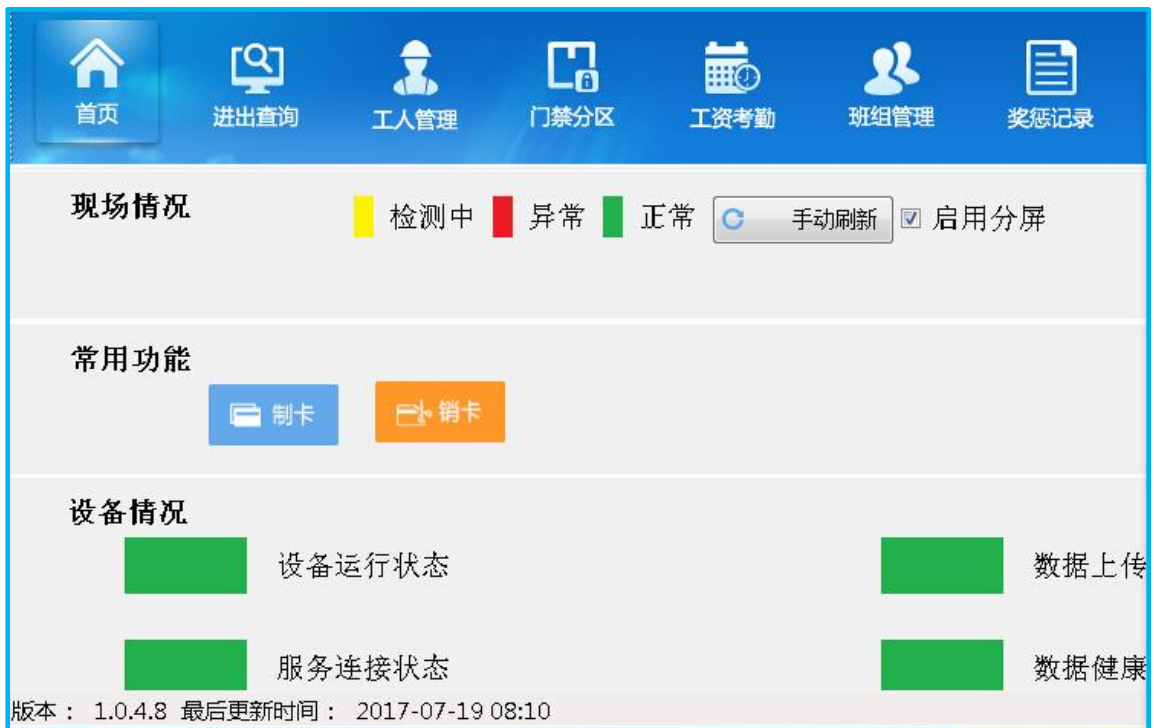 首页 进出查询 工人管理 门禁分区 工资考勤 班组管理 奖惩记录
现场情况 检测中 异常 正常 手动刷新 启用分屏
常用功能
制卡 销卡
设备情况
设备运行状态 数据上传
服务连接状态 数据健康
版本： 1.0.4.8 最后更新时间： 2017-07-19 08:10